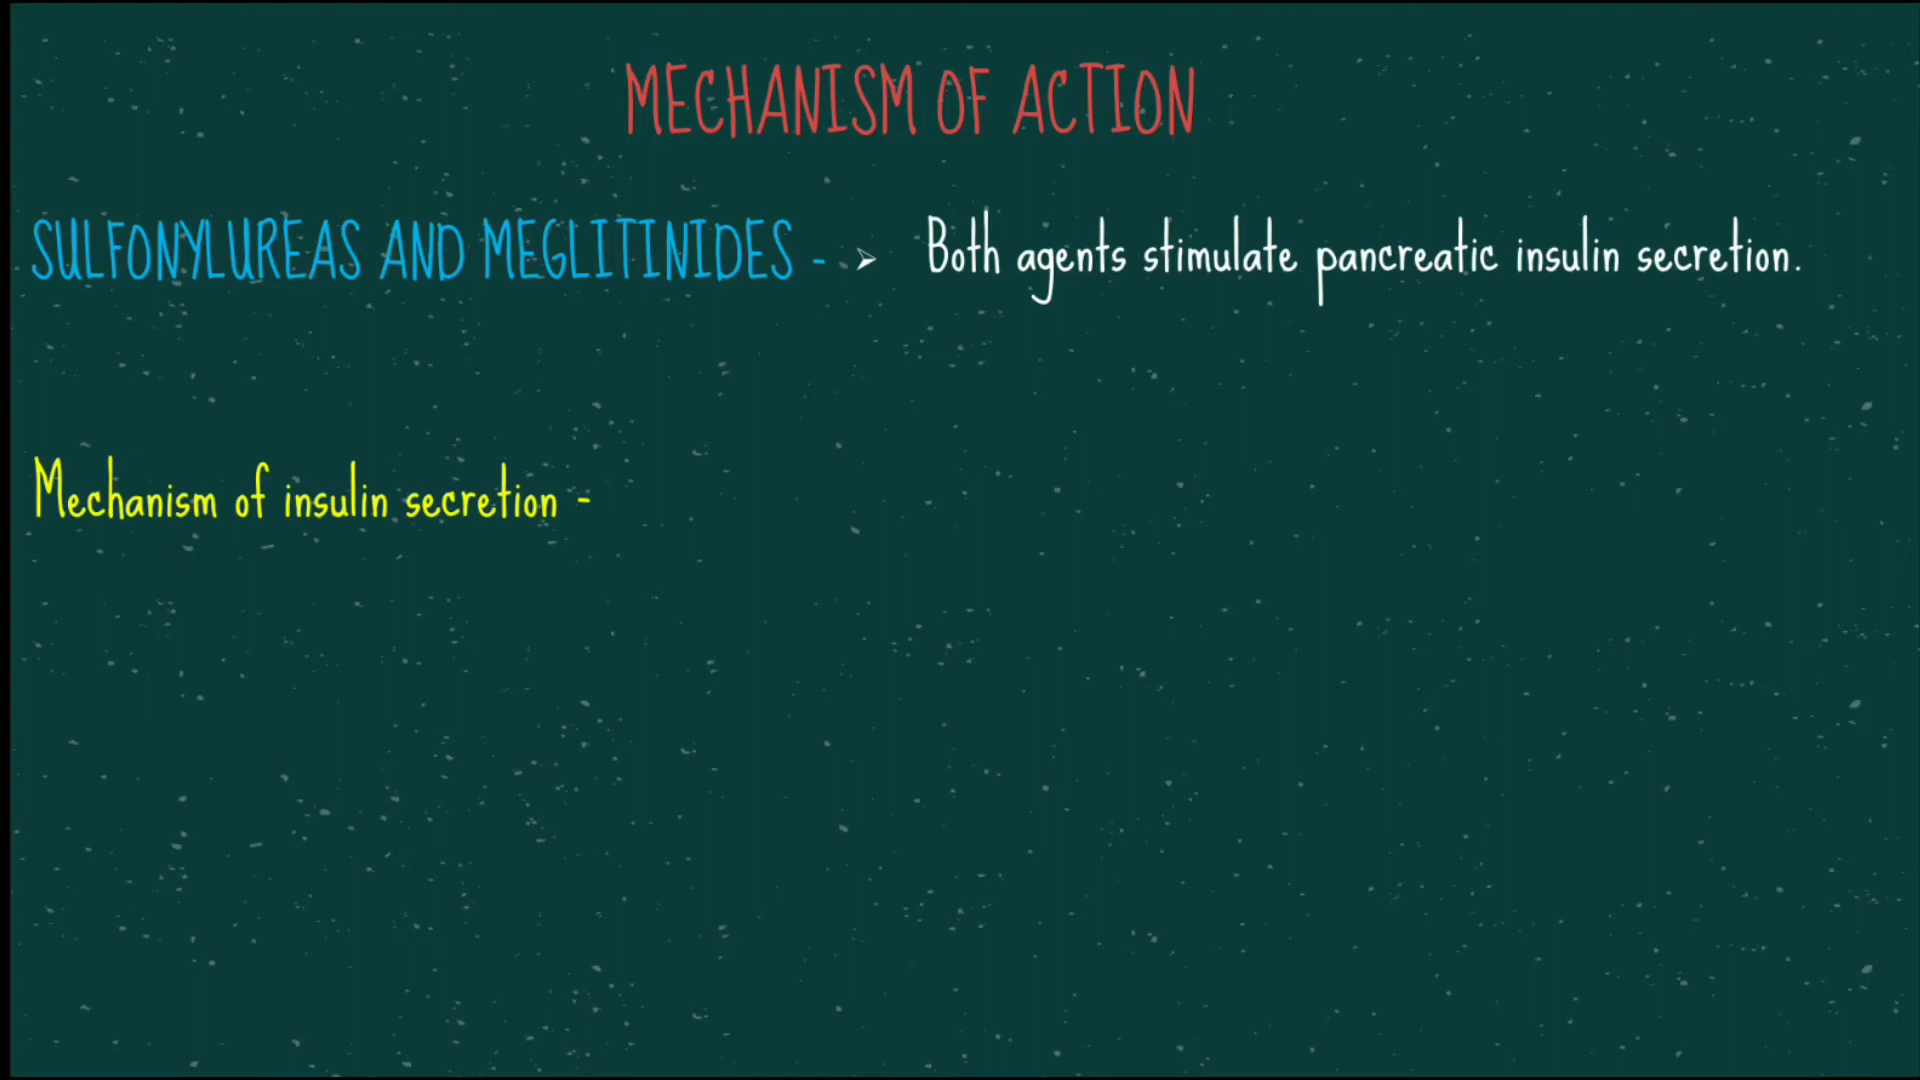 MECHANISM OF ACTION
SULFONYLUREAS AND MEGLITINIDES - ➢ Both agents stimulate pancreatic insulin secretion.
Mechanism of insulin secretion -